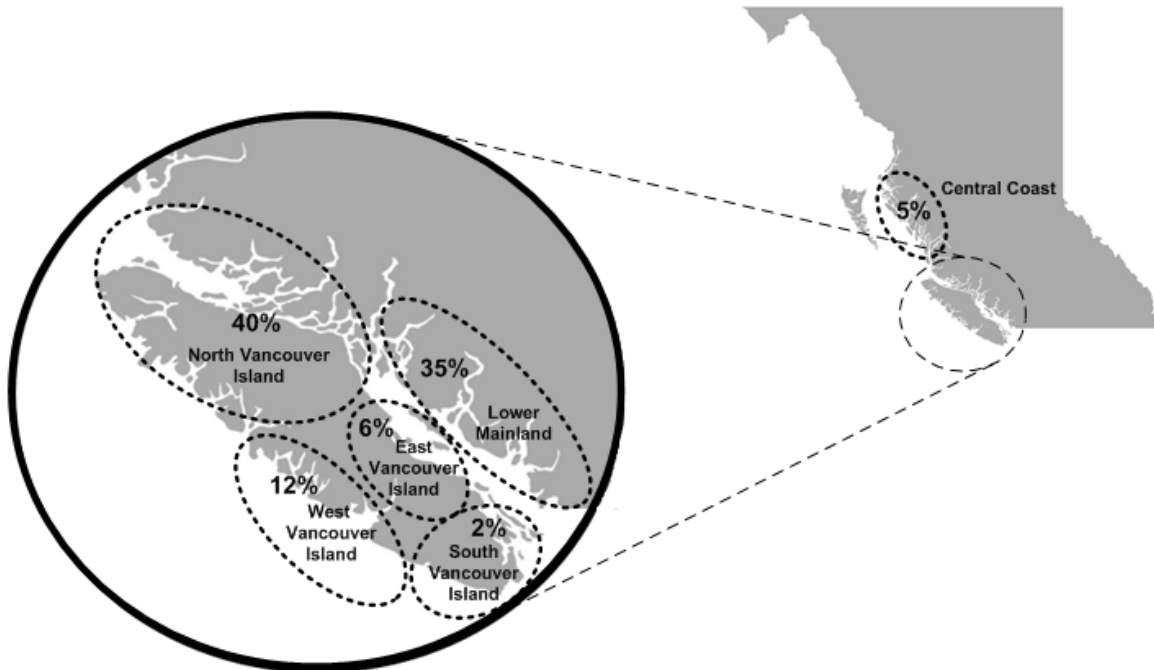 Central Coast
5%
40%
North Vancouver
Island
35%
Lower
Mainland
6%
East
Vancouver
Island
12%
West
Vancouver
Island
2%
South
Vancouver
Island